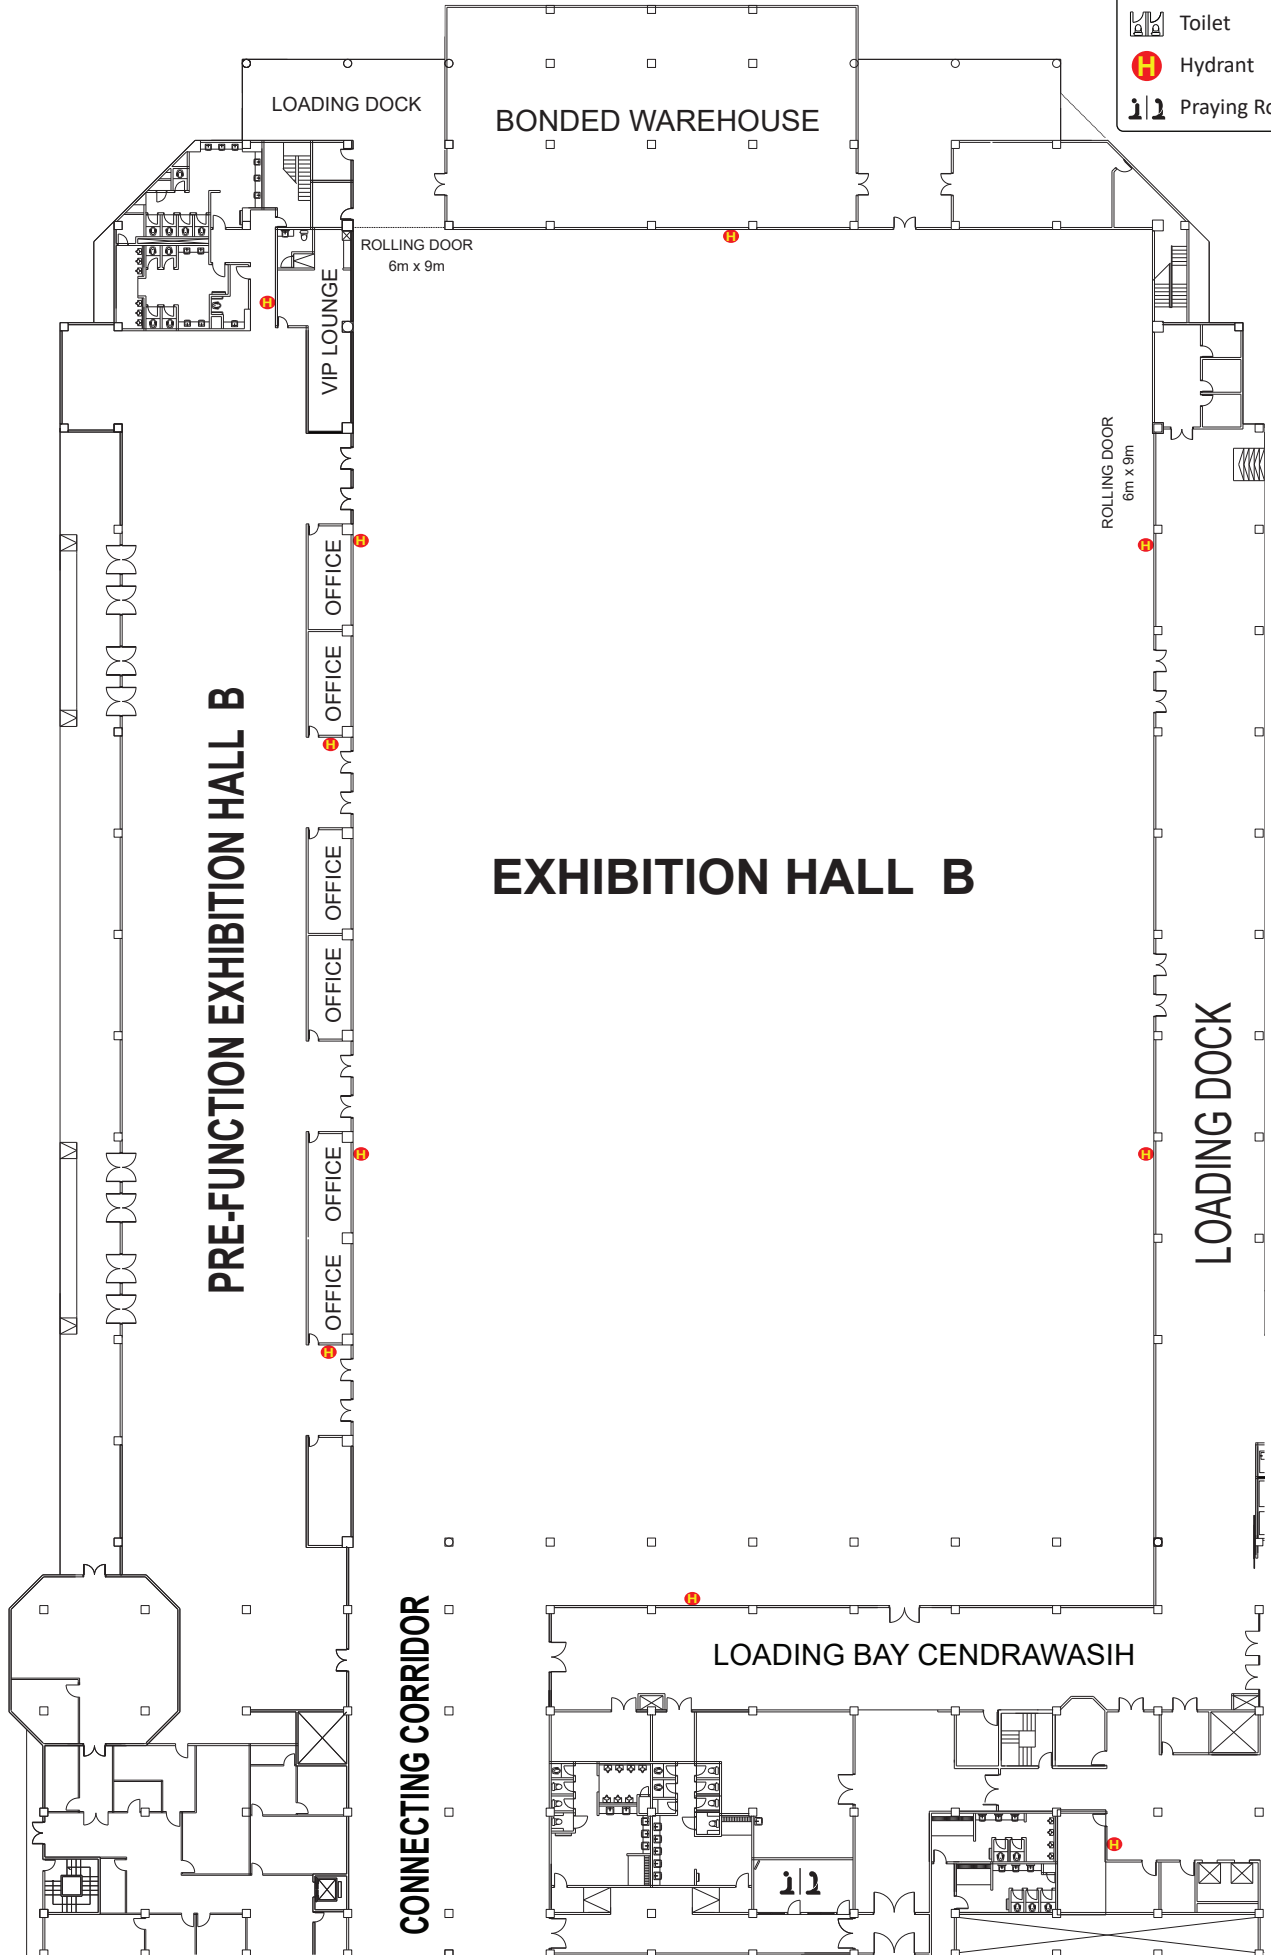 Toilet
H Hydrant
Praying Ro
LOADING DOCK
BONDED WAREHOUSE
H
ROLLING DOOR
6m x 9m
H
VIP LOUNGE
ROLLING DOOR
6m x 9m
H
H
OFFICE
OFFICE
H
PRE-FUNCTION EXHIBITION HALL B
EXHIBITION HALL B
OFFICE
OFFICE
LOADING DOCK
H
H
OFFICE
OFFICE
H
H
CONNECTING CORRIDOR
LOADING BAY CENDRAWASIH
H